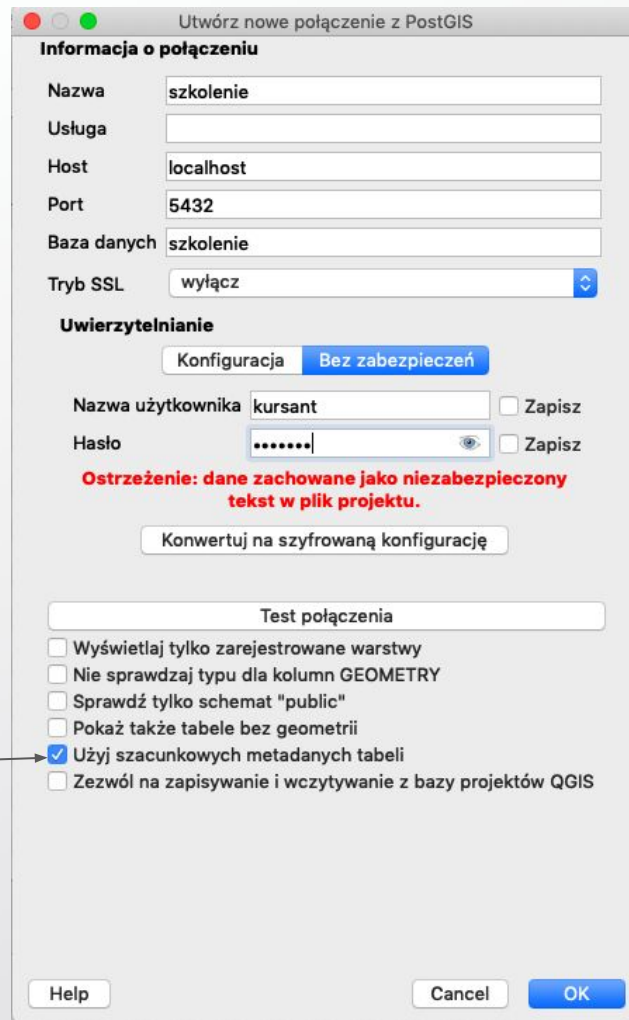 Utwórz nowe połączenie z PostGIS
Informacja o połączeniu
Nazwa szkolenie
Usługa
Host localhost
Port 5432
Baza danych szkolenie
Tryb SSL wyłącz
Uwierzytelnianie
Konfiguracja Bez zabezpieczeń
Nazwa użytkownika kursant Zapisz
Hasło ••••••• Zapisz
Ostrzeżenie: dane zachowane jako niezabezpieczony
tekst w plik projektu.
Konwertuj na szyfrowaną konfigurację
Test połączenia
Wyświetlaj tylko zarejestrowane warstwy
Nie sprawdzaj typu dla kolumn GEOMETRY
Sprawdź tylko schemat "public"
Pokaż także tabele bez geometrii
Użyj szacunkowych metadanych tabeli
Zezwól na zapisywanie i wczytywanie z bazy projektów QGIS
Help Cancel OK